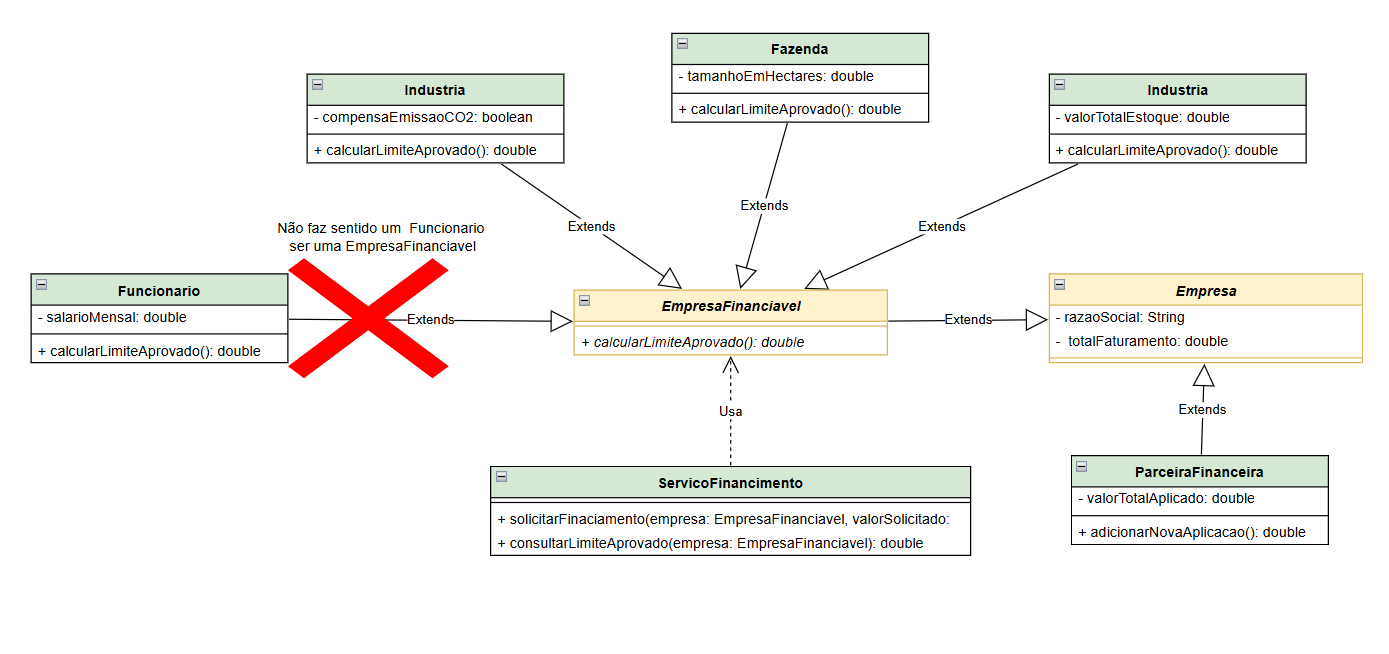 Fazenda
- tamanhoEmHectares: double
+ calcularLimiteAprovado(): double
Industria
- compensaEmissaoCO2: boolean
+ calcularLimiteAprovado(): double
Industria
- valorTotalEstoque: double
+ calcularLimiteAprovado(): double
Extends
Extends
Extends
Não faz sentido um Funcionario
ser uma EmpresaFinanciavel
Funcionario
- salarioMensal: double
+ calcularLimiteAprovado(): double
Extends
EmpresaFinanciavel
+ calcularLimiteAprovado(): double
Extends
Empresa
- razaoSocial: String
- totalFaturamento: double
Usa
Extends
ServicoFinancimento
+ solicitarFinaciamento(empresa: EmpresaFinanciavel, valorSolicitado:
+ consultarLimiteAprovado(empresa: EmpresaFinanciavel): double
ParceiraFinanceira
- valorTotalAplicado: double
+ adicionarNovaAplicacao(): double